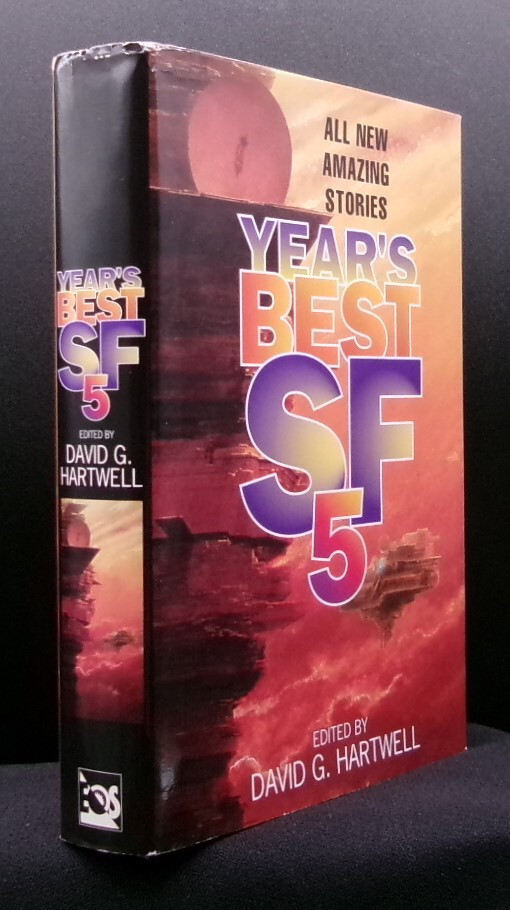 YEAR'S
BEST
SF
5
EDITED BY
DAVID G.
HARTWELL
EOS
ALL NEW
AMAZING
STORIES
YEAR'S
BEST
SF
5
EDITED BY
DAVID G. HARTWELL